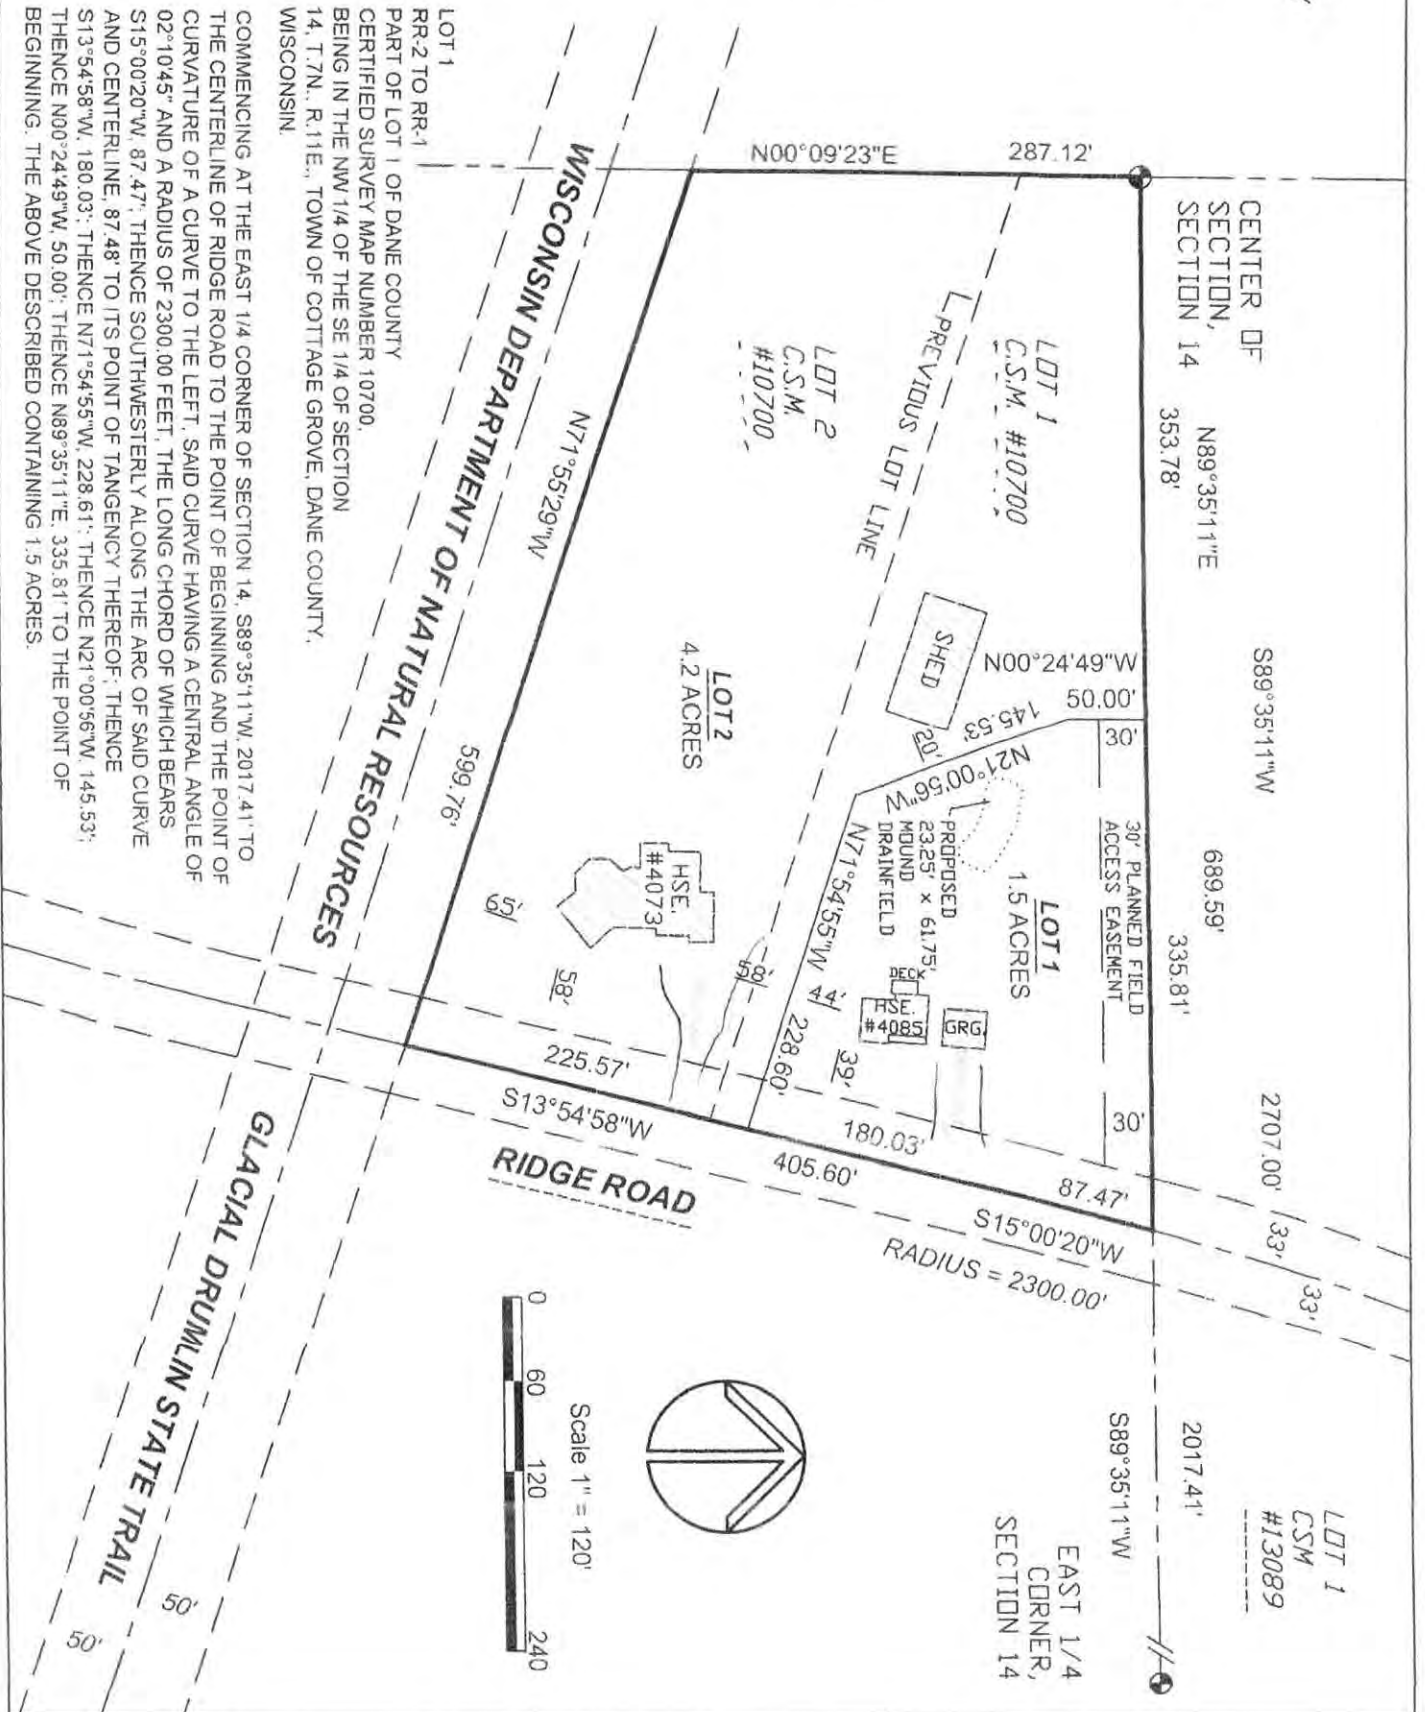 CENTER OF
SECTION,
SECTION 14
N89°35'11"E
353.78'
S89°35'11"W
689.59'
335.81'
2707.00'
33'
33'
2017.41'
S89°35'11"W
LOT 1
CSM
#13089
EAST 1/4
CORNER,
SECTION 14
N00°09'23"E
287.12'
LOT 1
C.S.M. #10700
PREVIOUS LOT LINE
LOT 2
C.S.M.
#10700
SHED
N00°24'49"W
50.00'
145.53'
N21°00'56"W
20'
30'
30' PLANNED FIELD
ACCESS EASEMENT
30'
LOT 1
1.5 ACRES
PROPOSED
23.25' x 61.75'
MOUND
DRAINFIELD
DECK
HSE.
#4085
GRG.
44'
39'
N71°54'55"W
228.60'
LOT 2
4.2 ACRES
HSE.
#4073
58'
65'
58'
N71°55'29"W
599.76'
225.57'
S13°54'58"W
180.03'
405.60'
87.47'
S15°00'20"W
RADIUS = 2300.00'
RIDGE ROAD
WISCONSIN DEPARTMENT OF NATURAL RESOURCES
GLACIAL DRUMLIN STATE TRAIL
50'
50'
0
60
120
240
Scale 1" = 120'
LOT 1
RR-2 TO RR-1
PART OF LOT 1 OF DANE COUNTY
CERTIFIED SURVEY MAP NUMBER 10700,
BEING IN THE NW 1/4 OF THE SE 1/4 OF SECTION
14, T.7N., R.11E., TOWN OF COTTAGE GROVE, DANE COUNTY,
WISCONSIN.
COMMENCING AT THE EAST 1/4 CORNER OF SECTION 14, S89°35'11"W, 2017.41' TO
THE CENTERLINE OF RIDGE ROAD TO THE POINT OF BEGINNING AND THE POINT OF
CURVATURE OF A CURVE TO THE LEFT, SAID CURVE HAVING A CENTRAL ANGLE OF
02°10'45" AND A RADIUS OF 2300.00 FEET, THE LONG CHORD OF WHICH BEARS
S15°00'20"W, 87.47'; THENCE SOUTHWESTERLY ALONG THE ARC OF SAID CURVE
AND CENTERLINE, 87.48' TO ITS POINT OF TANGENCY THEREOF; THENCE
S13°54'58"W, 180.03'; THENCE N71°54'55"W, 228.61'; THENCE N21°00'56"W, 145.53';
THENCE N00°24'49"W, 50.00'; THENCE N89°35'11"E, 335.81' TO THE POINT OF
BEGINNING. THE ABOVE DESCRIBED CONTAINING 1.5 ACRES.